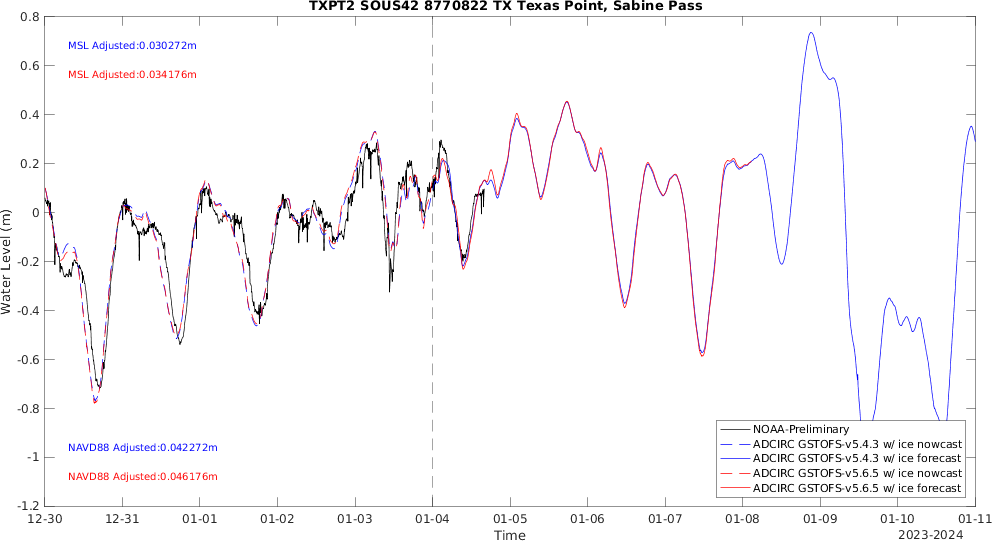 TXPT2 SOUS42 8770822 TX Texas Point, Sabine Pass
0.8
0.6
0.4
0.2
0
-0.2
-0.4
-0.6
-0.8
-1
-1.2
Water Level (m)
MSL Adjusted:0.030272m
MSL Adjusted:0.034176m
NAVD88 Adjusted:0.042272m
NAVD88 Adjusted:0.046176m
NOAA-Preliminary
ADCIRC GSTOFS-v5.4.3 w/ ice nowcast
ADCIRC GSTOFS-v5.4.3 w/ ice forecast
ADCIRC GSTOFS-v5.6.5 w/ ice nowcast
ADCIRC GSTOFS-v5.6.5 w/ ice forecast
12-30 12-31 01-01 01-02 01-03 01-04 01-05 01-06 01-07 01-08 01-09 01-10 01-11
Time
2023-2024